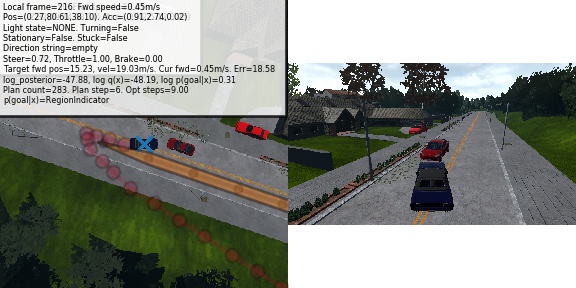 Local frame=216. Fwd speed=0.45m/s
Pos=(0.27,80.61,38.10). Acc=(0.91,2.74,0.02)
Light state=NONE. Turning=False
Stationary=False. Stuck=False
Direction string=empty
Steer=0.72, Throttle=1.00, Brake=0.00
Target fwd pos=15.23, vel=19.03m/s. Cur fwd=0.45m/s. Err=18.58
log_posterior=-47.88, log q(x)=-48.19, log p(goal|x)=0.31
Plan count=283. Plan step=6. Opt steps=9.00
p(goal|x)=RegionIndicator